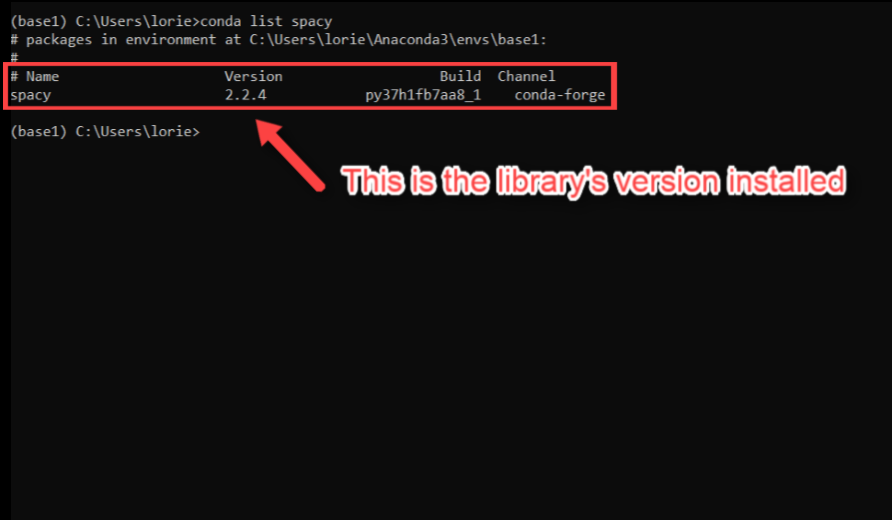 (base1) C:\Users\lorie>conda list spacy
# packages in environment at C:\Users\lorie\Anaconda3\envs\base1:
#
# Name Version Build Channel
spacy 2.2.4 py37h1fb7aa8_1 conda-forge
(base1) C:\Users\lorie>
This is the library's version installed